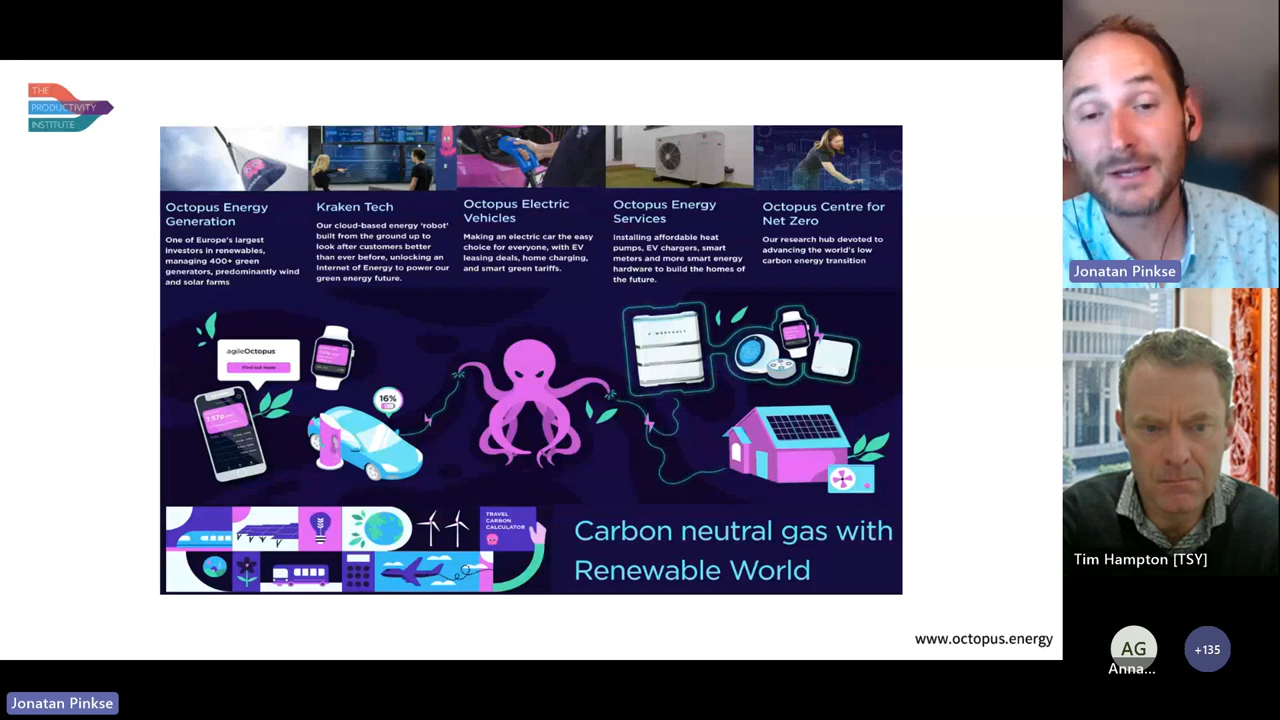 THE
PRODUCTIVITY
INSTITUTE
Octopus Energy
Generation
One of Europe's largest
investors in renewables,
managing 400+ green
generators, predominantly wind
and solar farms
Kraken Tech
Our cloud-based energy 'robot'
built from the ground up to
look after customers better
than ever before, unlocking an
Internet of Energy to power our
green energy future.
Octopus Electric
Vehicles
Making an electric car the easy
choice for everyone, with EV
leasing deals, home charging,
and smart green tariffs.
Octopus Energy
Services
Installing affordable heat
pumps, EV chargers, smart
meters and more smart energy
hardware to build the homes of
the future.
Octopus Centre for
Net Zero
Our research hub devoted to
advancing the world's low
carbon energy transition
agileOctopus
Find out more
16%
TRAVEL
CARBON
CALCULATOR
Carbon neutral gas with
Renewable World
www.octopus.energy
Jonatan Pinkse
Tim Hampton [TSY]
AG
Anna...
+135
Jonatan Pinkse